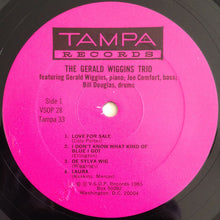 TAMPA
RECORDS
THE GERALD WIGGINS TRIO
featuring Gerald Wiggins, piano; Joe Comfort, bass;
Bill Douglas, drums
Side 1
VSOP 28
Tampa 33
1 LOVE FOR SALE
(Cole Porter)
2 I DON'T KNOW WHAT KIND OF
BLUE I GOT
(Ellington)
3 DE SYLVA WIG
(Wiggins)
4 LAURA
(Raksin, Mercer)
© ℗ V.S.O.P. Records 1985
Box
Washington, D.C. 20004